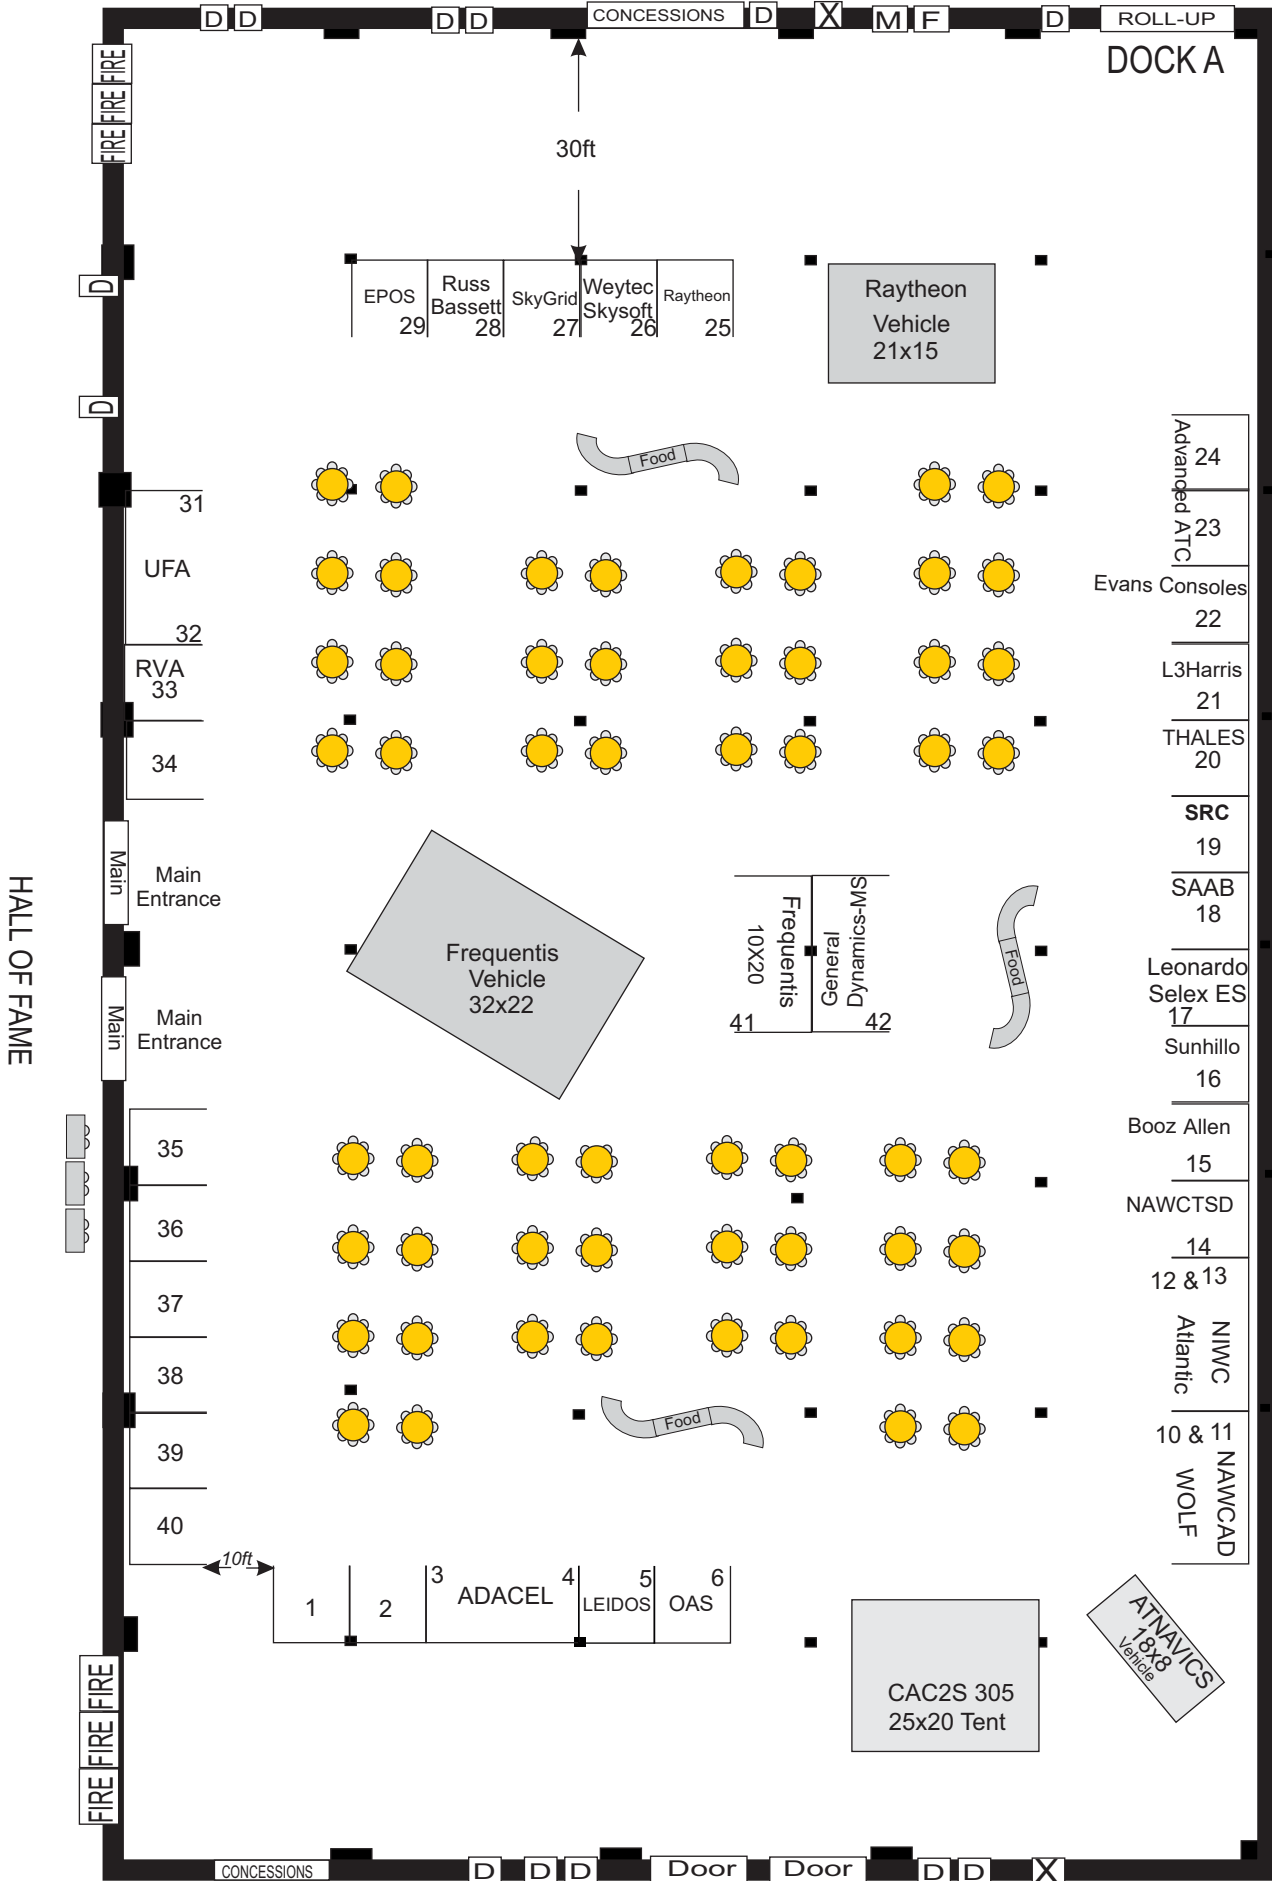 D D D D CONCESSIONS D X M F D ROLL-UP
DOCK A
FIRE
FIRE
FIRE
30ft
D
D
EPOS
29
Russ
Bassett
28
SkyGrid
27
Weytec
Skysoft
26
Raytheon
25
Raytheon
Vehicle
21x15
Food
Advanced ATC
24
23
Evans Consoles
22
L3Harris
21
THALES
20
SRC
19
SAAB
18
Leonardo
Selex ES
17
Sunhillo
16
Booz Allen
15
NAWCTSD
14
12 & 13
NIWC
Atlantic
10 & 11
NAWCAD
WOLF
31
UFA
32
RVA
33
34
Main
Main
Entrance
Main
Main
Entrance
HALL OF FAME
Frequentis
Vehicle
32x22
Frequentis
10X20
41
General
Dynamics-MS
42
Food
35
36
37
38
39
40
Food
10ft
1
2
3
ADACEL
4
LEIDOS
5
OAS
6
CAC2S 305
25x20 Tent
ATNAVICS
18x8
Vehicle
FIRE
FIRE
FIRE
CONCESSIONS D D D Door Door D D X